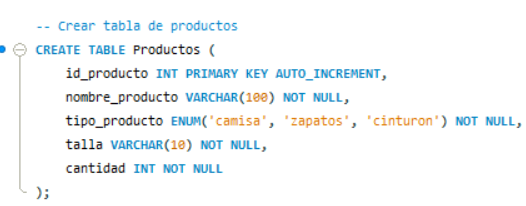 -- Crear tabla de productos
CREATE TABLE Productos (
id_producto INT PRIMARY KEY AUTO_INCREMENT,
nombre_producto VARCHAR(100) NOT NULL,
tipo_producto ENUM('camisa', 'zapatos', 'cinturon') NOT NULL,
talla VARCHAR(10) NOT NULL,
cantidad INT NOT NULL
);